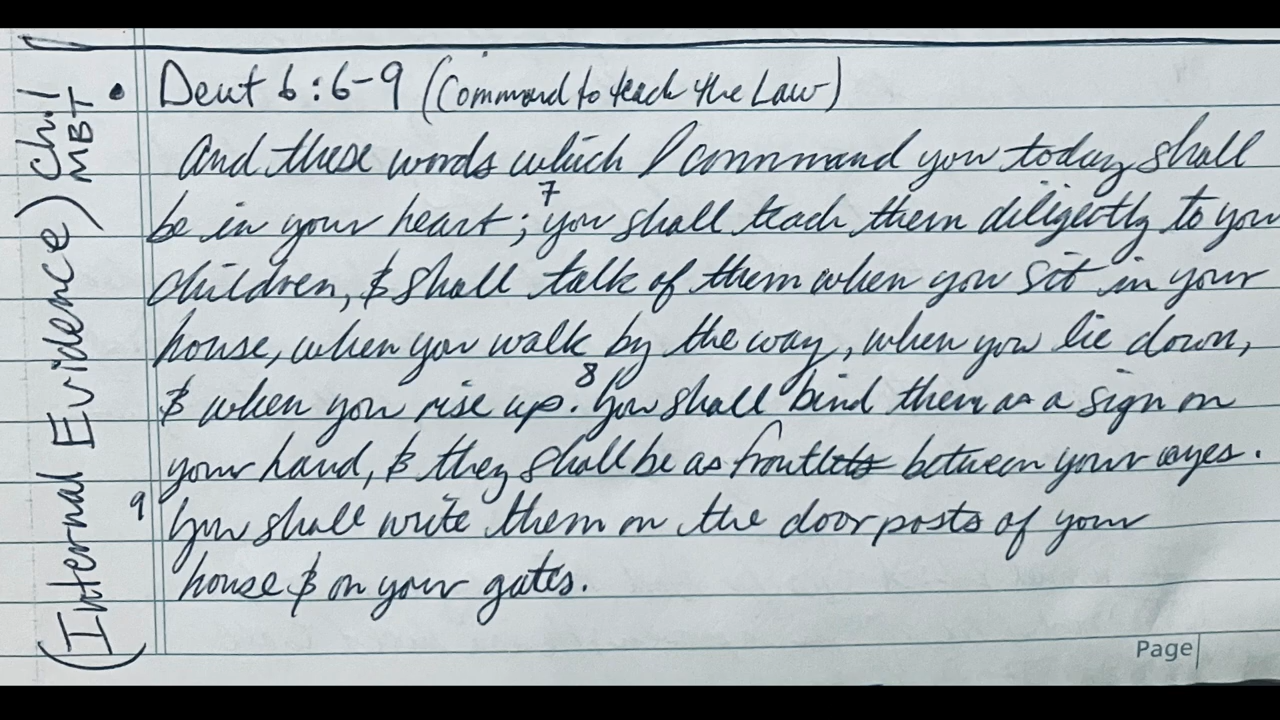 (Internal Evidence) Ch.1
MBT
• Deut 6:6-9 (Command to teach the Law)
And these words which I command you today shall
7
be in your heart; you shall teach them diligently to your
children, & shall talk of them when you sit in your
house, when you walk by the way, when you lie down,
8
& when you rise up. You shall bind them as a sign on
your hand, & they shall be as frontlets between your eyes.
9 You shall write them on the doorposts of your
house & on your gates.
Page